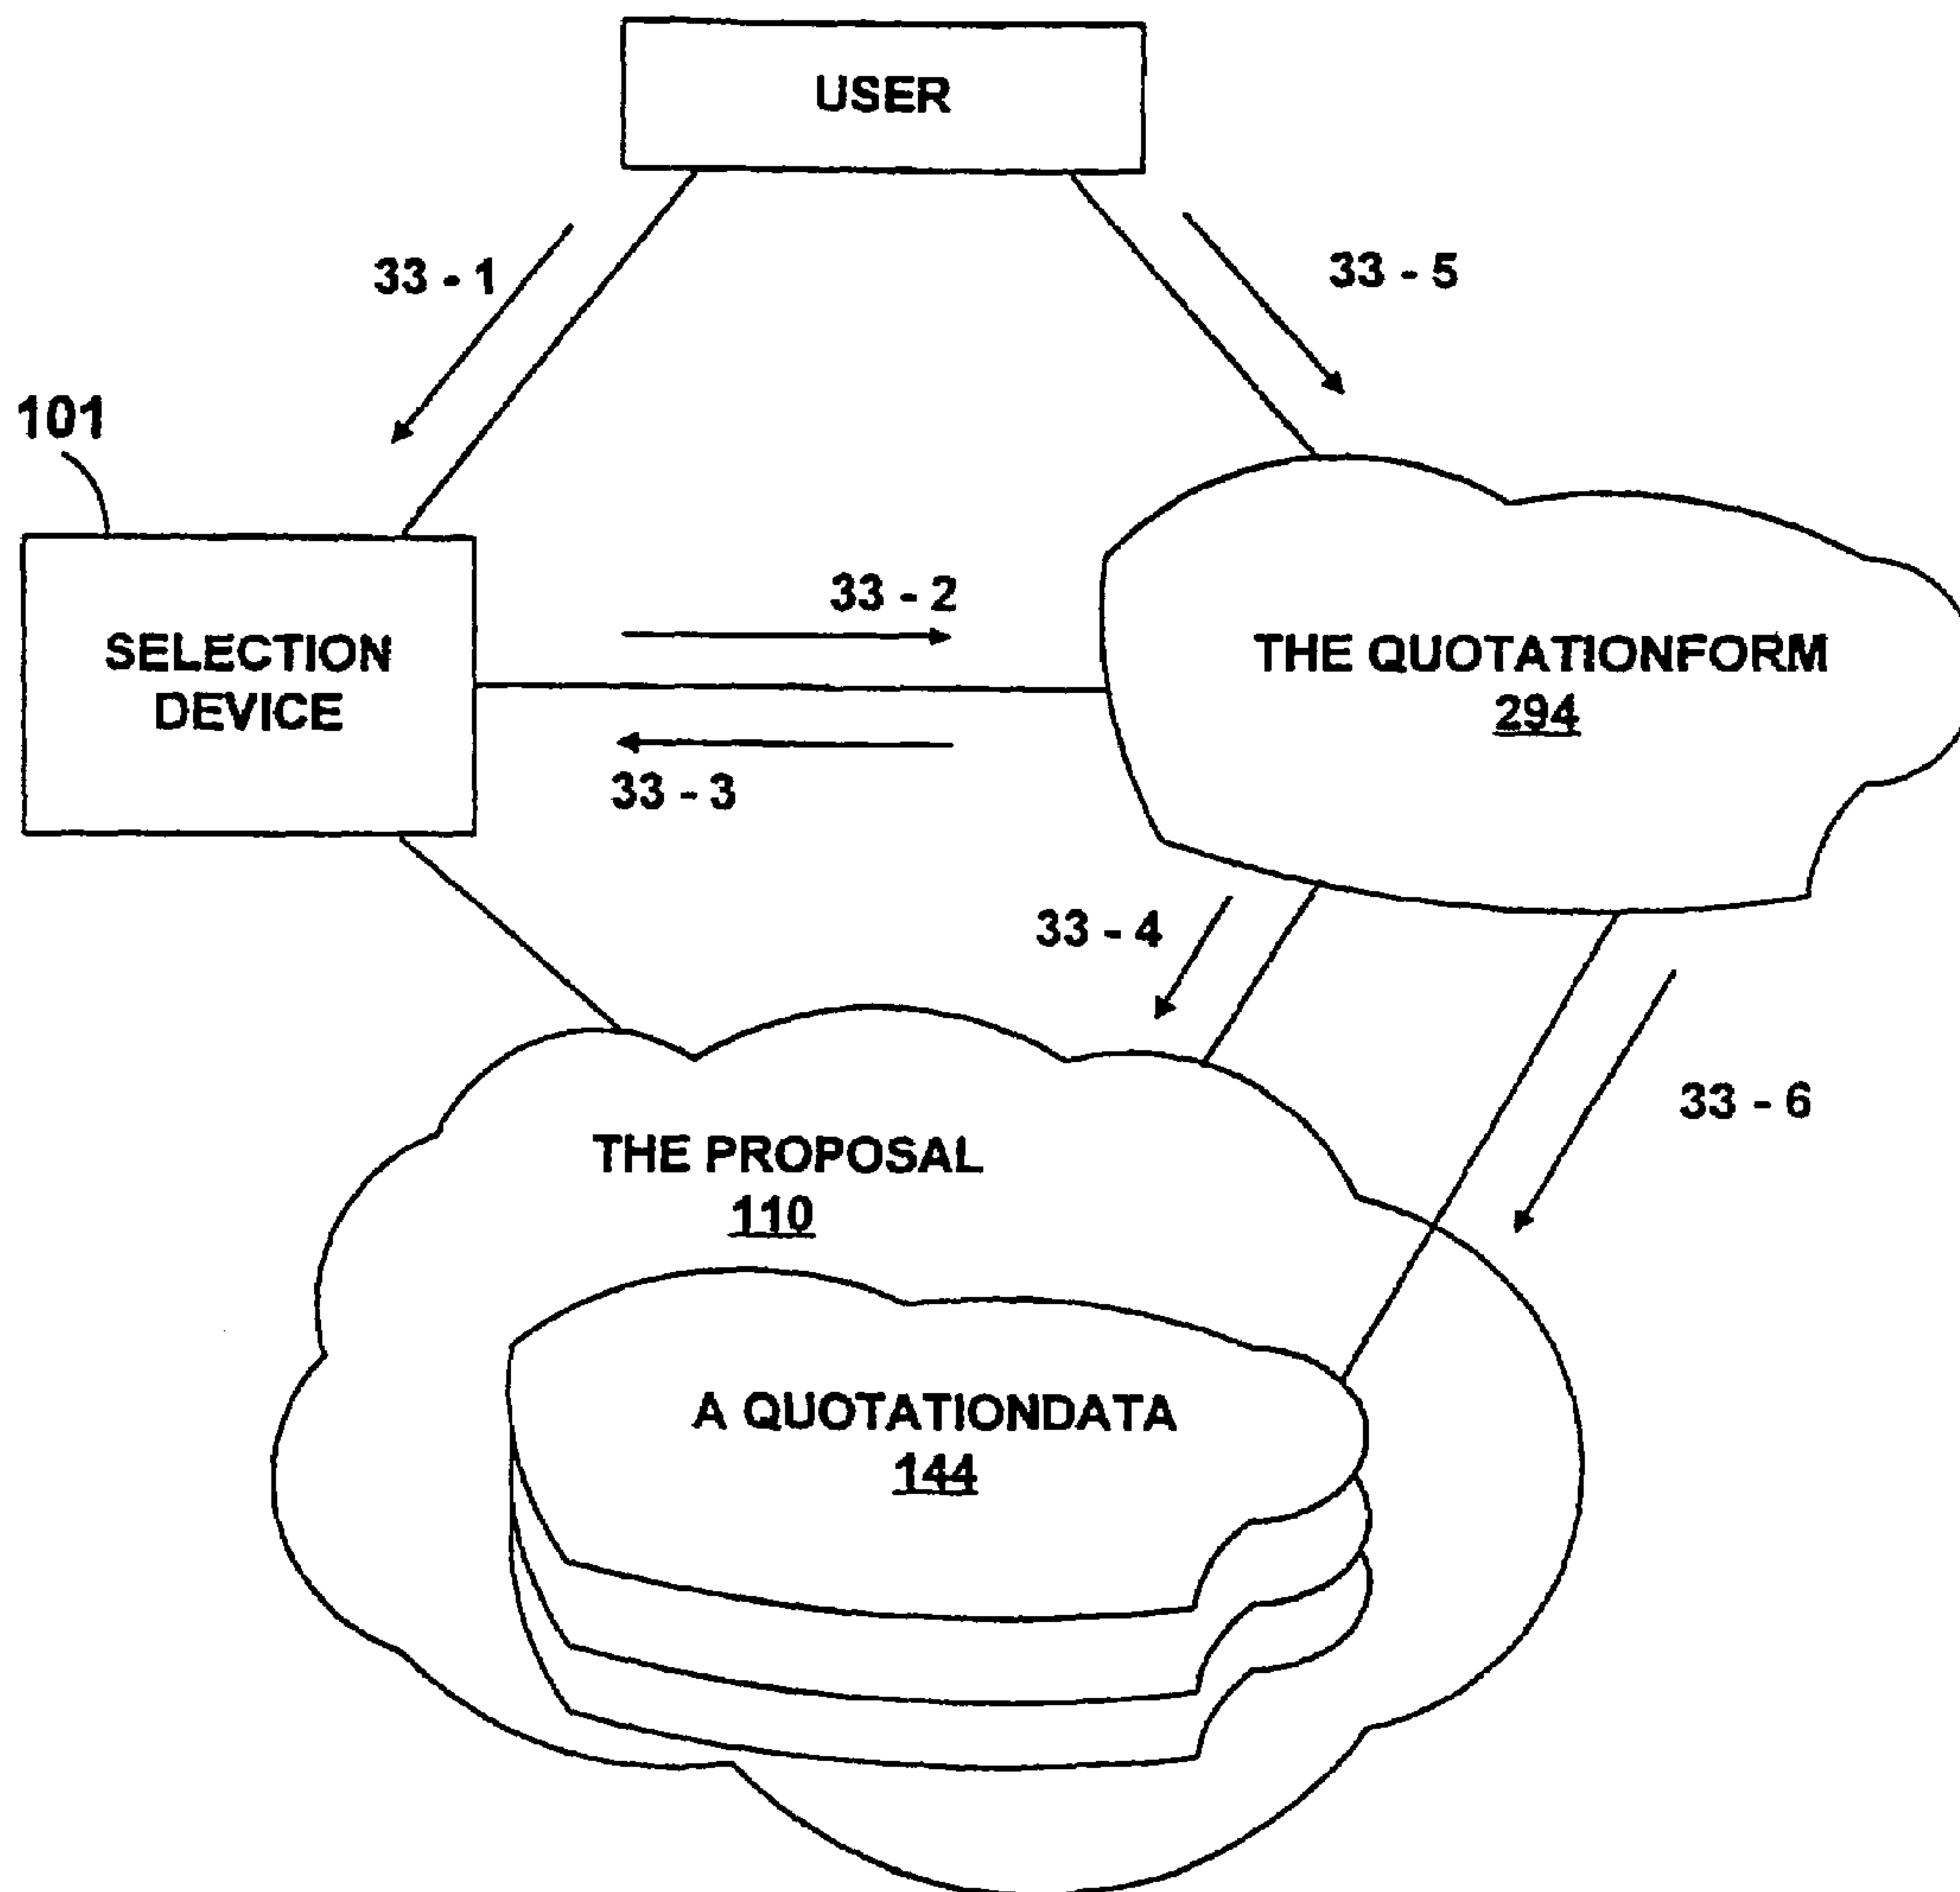 USER
33 - 1
33 - 5
101
33 - 2
SELECTION
DEVICE
THE QUOTATIONFORM
294
33 - 3
33 - 4
33 - 6
THE PROPOSAL
110
A QUOTATIONDATA
144